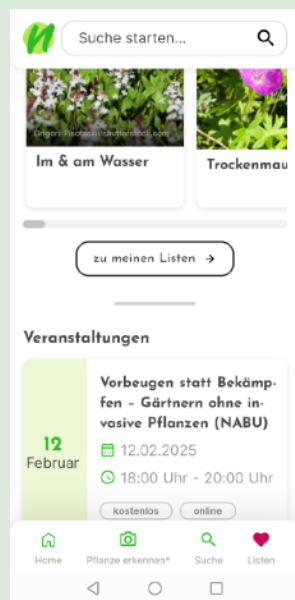 Suche starten...
Im & am Wasser
Trockenmau
zu meinen Listen →
Veranstaltungen
12
Februar
Vorbeugen statt Bekämp-
fen – Gärtnern ohne in-
vasive Pflanzen (NABU)
12.02.2025
18:00 Uhr - 20:00 Uhr
kostenlos
online
Home
Pflanze erkennen*
Suche
Listen